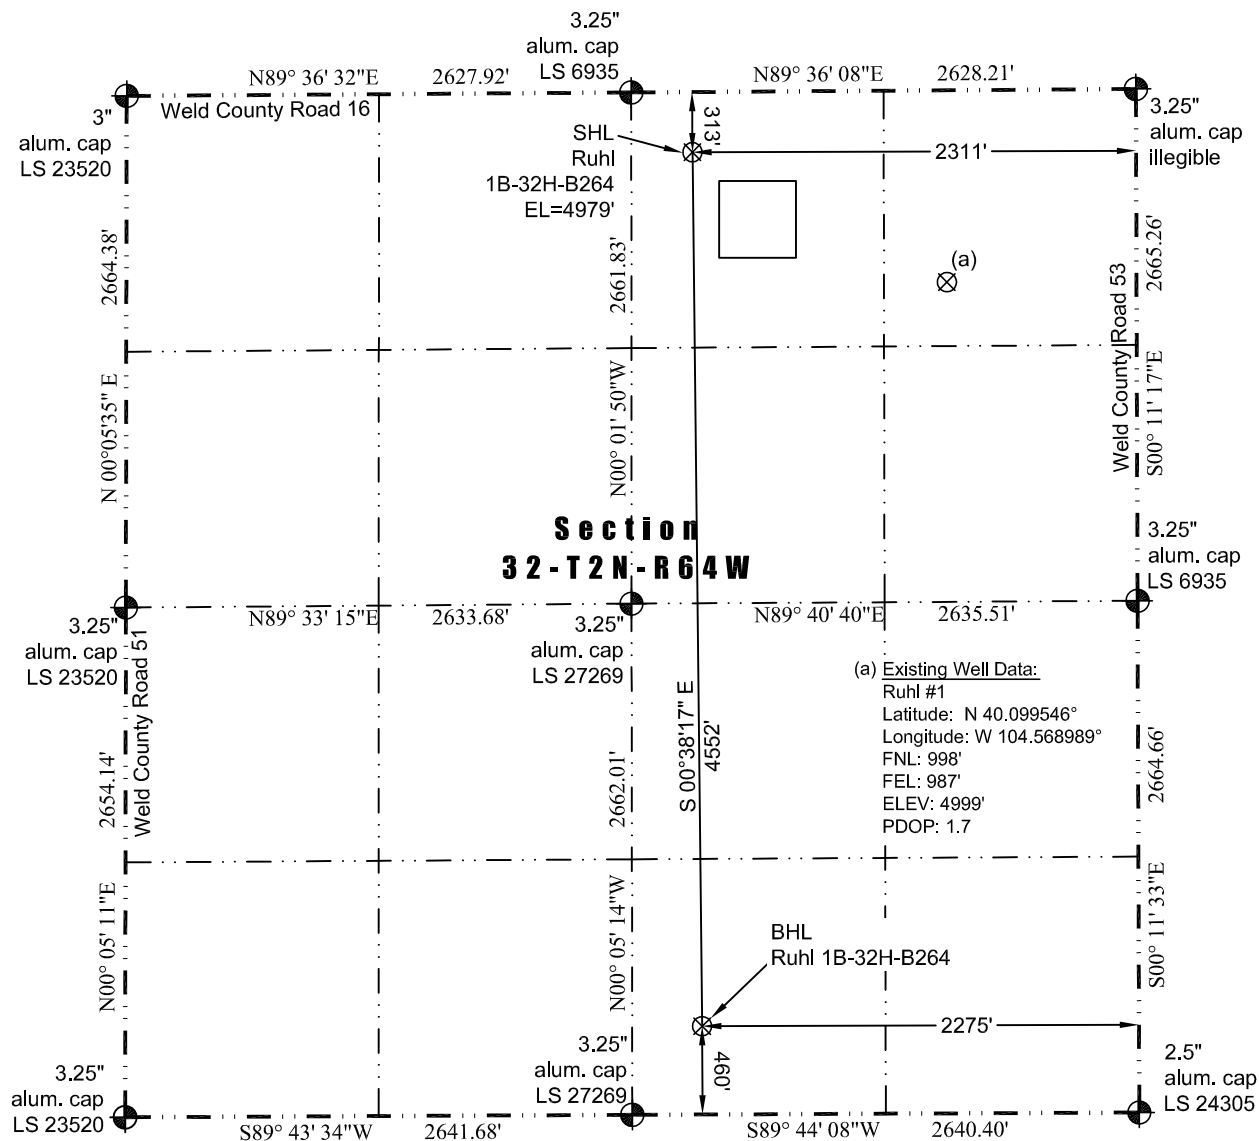 3.25"
alum. cap
LS 6935
N89° 36' 32"E
2627.92'
N89° 36' 08"E
2628.21'
Weld County Road 16
3"
alum. cap
LS 23520
3.25"
alum. cap
illegible
313'
SHL
Ruhl
1B-32H-B264
EL=4979'
2311'
(a)
2664.38'
2661.83'
2665.26'
Weld County Road 53
N 00°05'35" E
N00° 01' 50"W
S00° 11' 17"E
Section
32-T2N-R64W
3.25"
alum. cap
LS 6935
N89° 33' 15"E
2633.68'
N89° 40' 40"E
2635.51'
3.25"
alum. cap
LS 23520
3.25"
alum. cap
LS 27269
Weld County Road 51
S 00°38'17" E
4552'
(a) Existing Well Data:
Ruhl #1
Latitude: N 40.099546°
Longitude: W 104.568989°
FNL: 998'
FEL: 987'
ELEV: 4999'
PDOP: 1.7
2654.14'
2662.01'
2664.66'
N00° 05' 11"E
N00° 05' 14"W
S00° 11' 33"E
BHL
Ruhl 1B-32H-B264
2275'
460'
3.25"
alum. cap
LS 23520
3.25"
alum. cap
LS 27269
2.5"
alum. cap
LS 24305
S89° 43' 34"W
2641.68'
S89° 44' 08"W
2640.40'